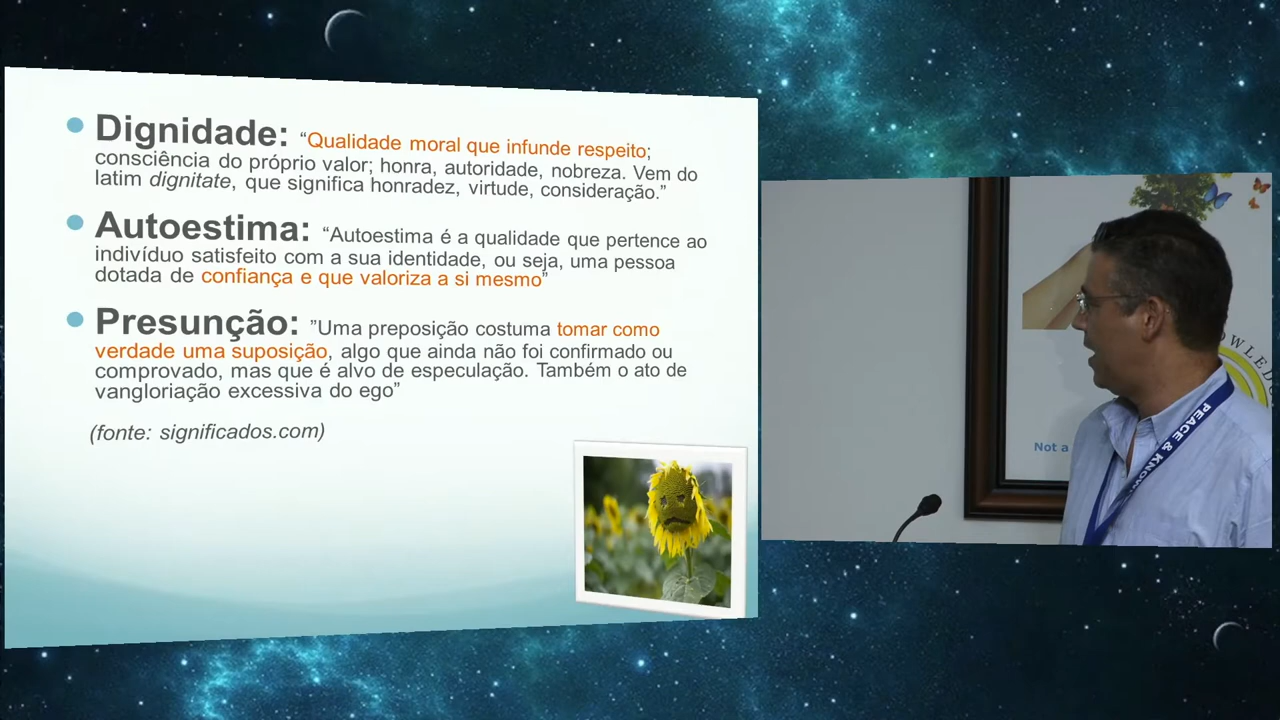 Dignidade: “Qualidade moral que infunde respeito;
consciência do próprio valor; honra, autoridade, nobreza. Vem do
latim dignitate, que significa honradez, virtude, consideração.”
Autoestima: “Autoestima é a qualidade que pertence ao
indivíduo satisfeito com a sua identidade, ou seja, uma pessoa
dotada de confiança e que valoriza a si mesmo”
Presunção: ”Uma preposição costuma tomar como
verdade uma suposição, algo que ainda não foi confirmado ou
comprovado, mas que é alvo de especulação. Também o ato de
vangloriação excessiva do ego”
(fonte: significados.com)
Not a
PEACE &